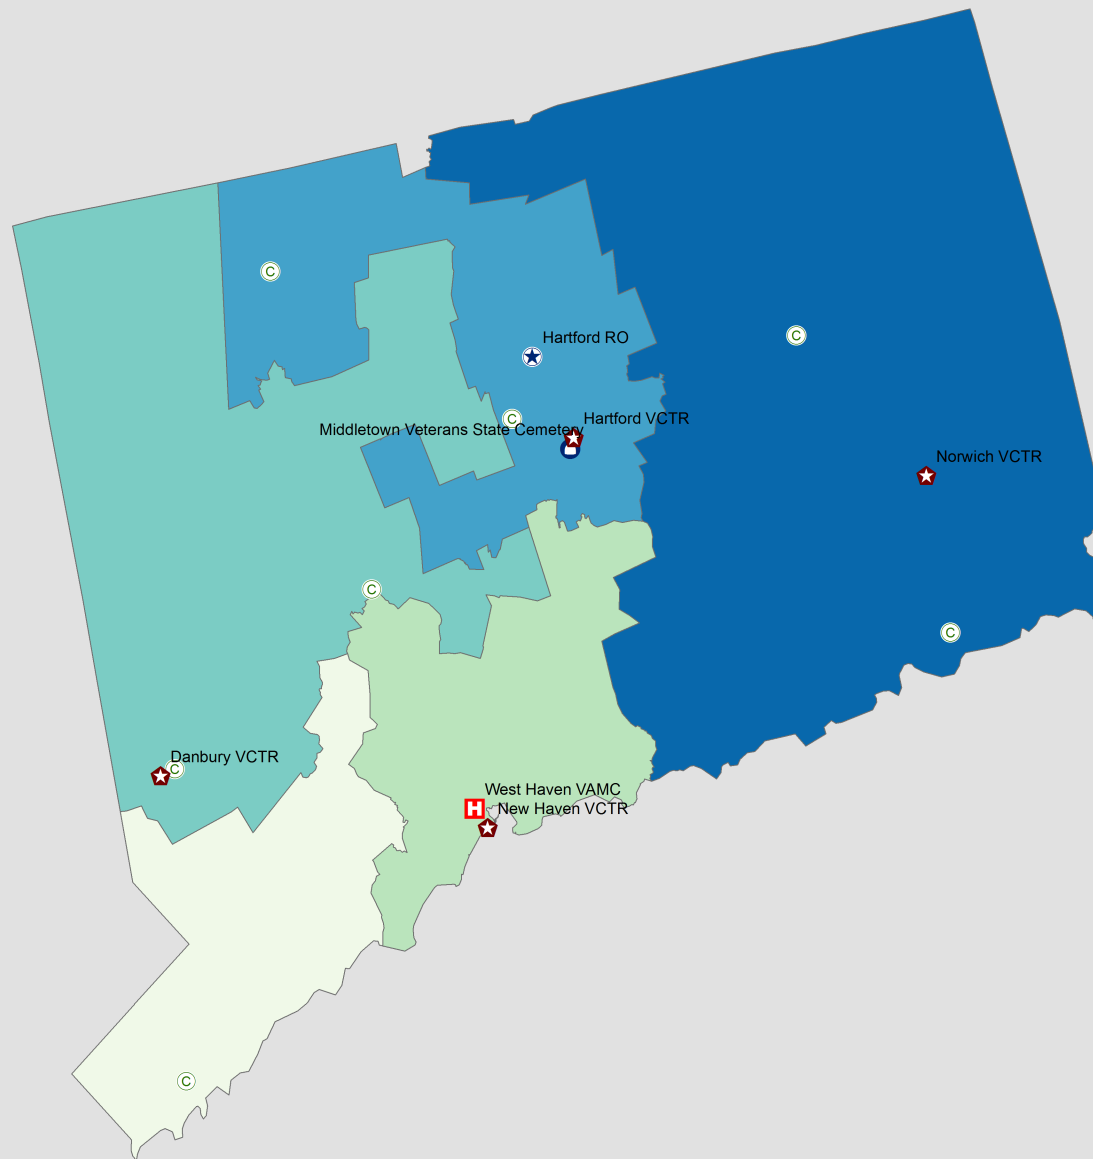 C
Hartford RO
C
C
Hartford VCTR
Middletown Veterans State Cemetery
Norwich VCTR
C
C
Danbury VCTR
C
West Haven VAMC
H
New Haven VCTR
C